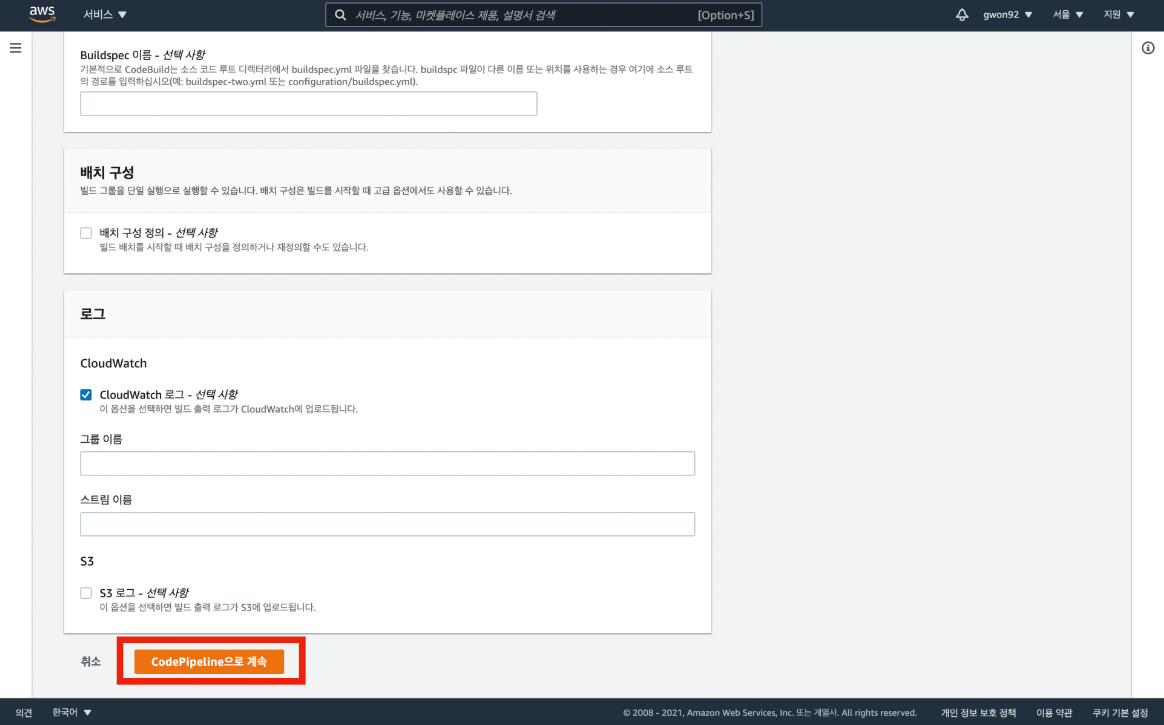 aws 서비스 ▼ 서비스, 기능, 마켓플레이스 제품, 설명서 검색 [Option+S] gwon92 ▼ 서울 ▼ 지원 ▼
Buildspec 이름 - 선택 사항
기본적으로 CodeBuild는 소스 코드 루트 디렉터리에서 buildspec.yml 파일을 찾습니다. buildspc 파일이 다른 이름 또는 위치를 사용하는 경우 여기에 소스 루트
의 경로를 입력하십시오(예: buildspec-two.yml 또는 configuration/buildspec.yml).
배치 구성
빌드 그룹을 단일 실행으로 실행할 수 있습니다. 배치 구성은 빌드를 시작할 때 고급 옵션에서도 사용할 수 있습니다.
배치 구성 정의 - 선택 사항
빌드 배치를 시작할 때 배치 구성을 정의하거나 재정의할 수도 있습니다.
로그
CloudWatch
CloudWatch 로그 - 선택 사항
이 옵션을 선택하면 빌드 출력 로그가 CloudWatch에 업로드됩니다.
그룹 이름
스트림 이름
S3
S3 로그 - 선택 사항
이 옵션을 선택하면 빌드 출력 로그가 S3에 업로드됩니다.
취소 CodePipeline으로 계속
의견 한국어 ▼ © 2008 - 2021, Amazon Web Services, Inc. 또는 계열사. All rights reserved. 개인 정보 보호 정책 이용 약관 쿠키 기본 설정